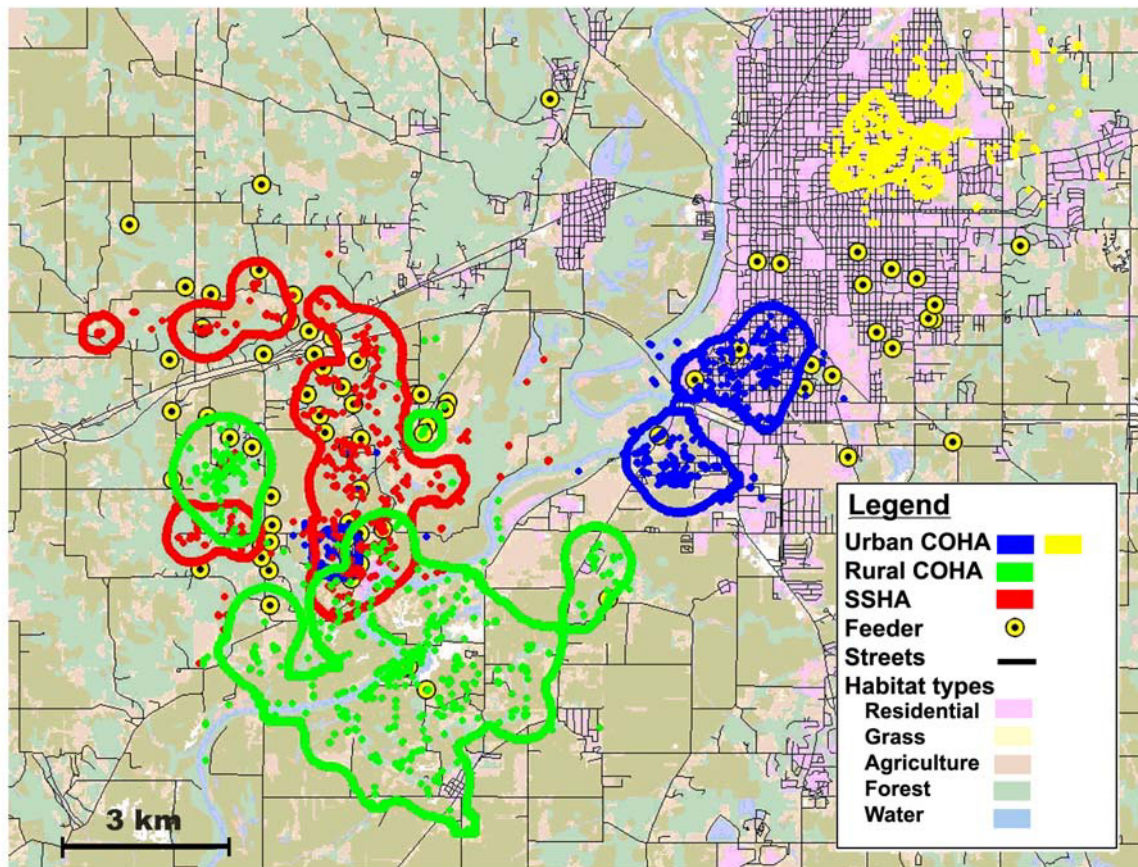 3 km
Legend
Urban COHA
Rural COHA
SSHA
Feeder
Streets
Habitat types
Residential
Grass
Agriculture
Forest
Water